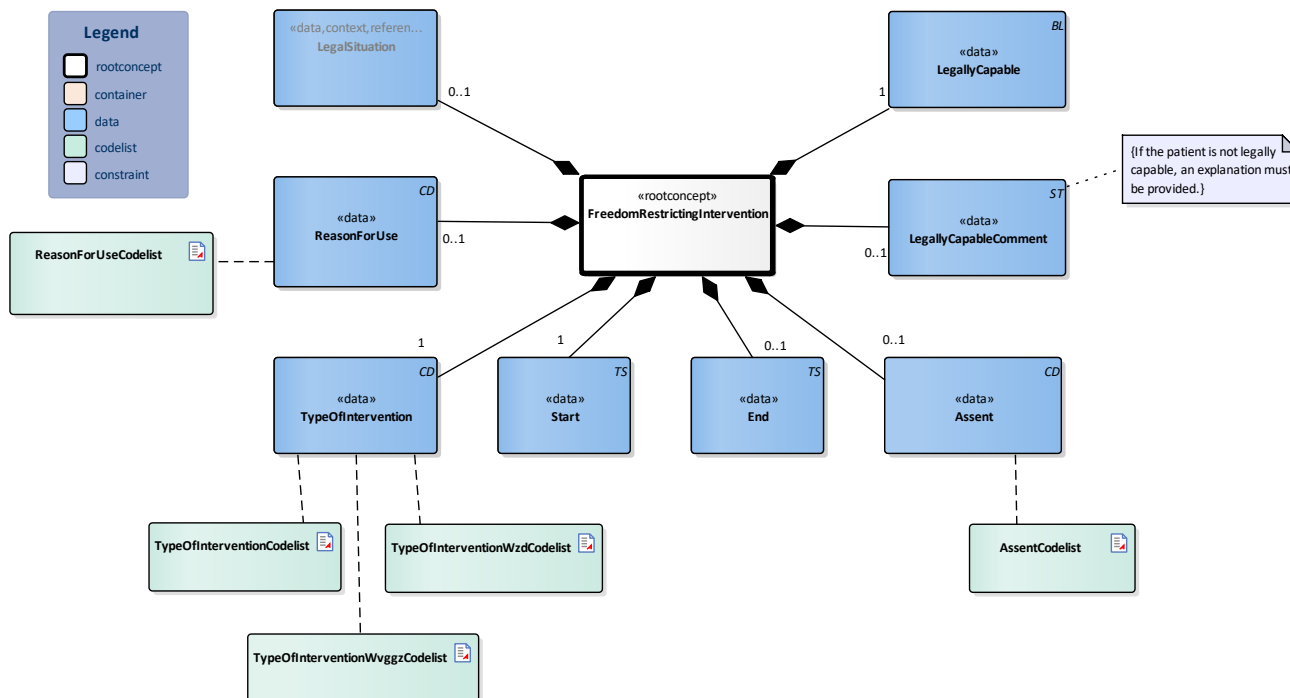 Legend
rootconcept
container
data
codelist
constraint
«data,context,referen...
LegalSituation
0..1
BL
«data»
LegallyCapable
1
{If the patient is not legally
capable, an explanation must
be provided.}
«rootconcept»
FreedomRestrictingIntervention
CD
«data»
ReasonForUse
0..1
ST
«data»
LegallyCapableComment
0..1
ReasonForUseCodelist
1
CD
«data»
TypeOfIntervention
1
TS
«data»
Start
0..1
TS
«data»
End
0..1
CD
«data»
Assent
TypeOfInterventionCodelist
TypeOfInterventionWzdCodelist
AssentCodelist
TypeOfInterventionWvggzCodelist